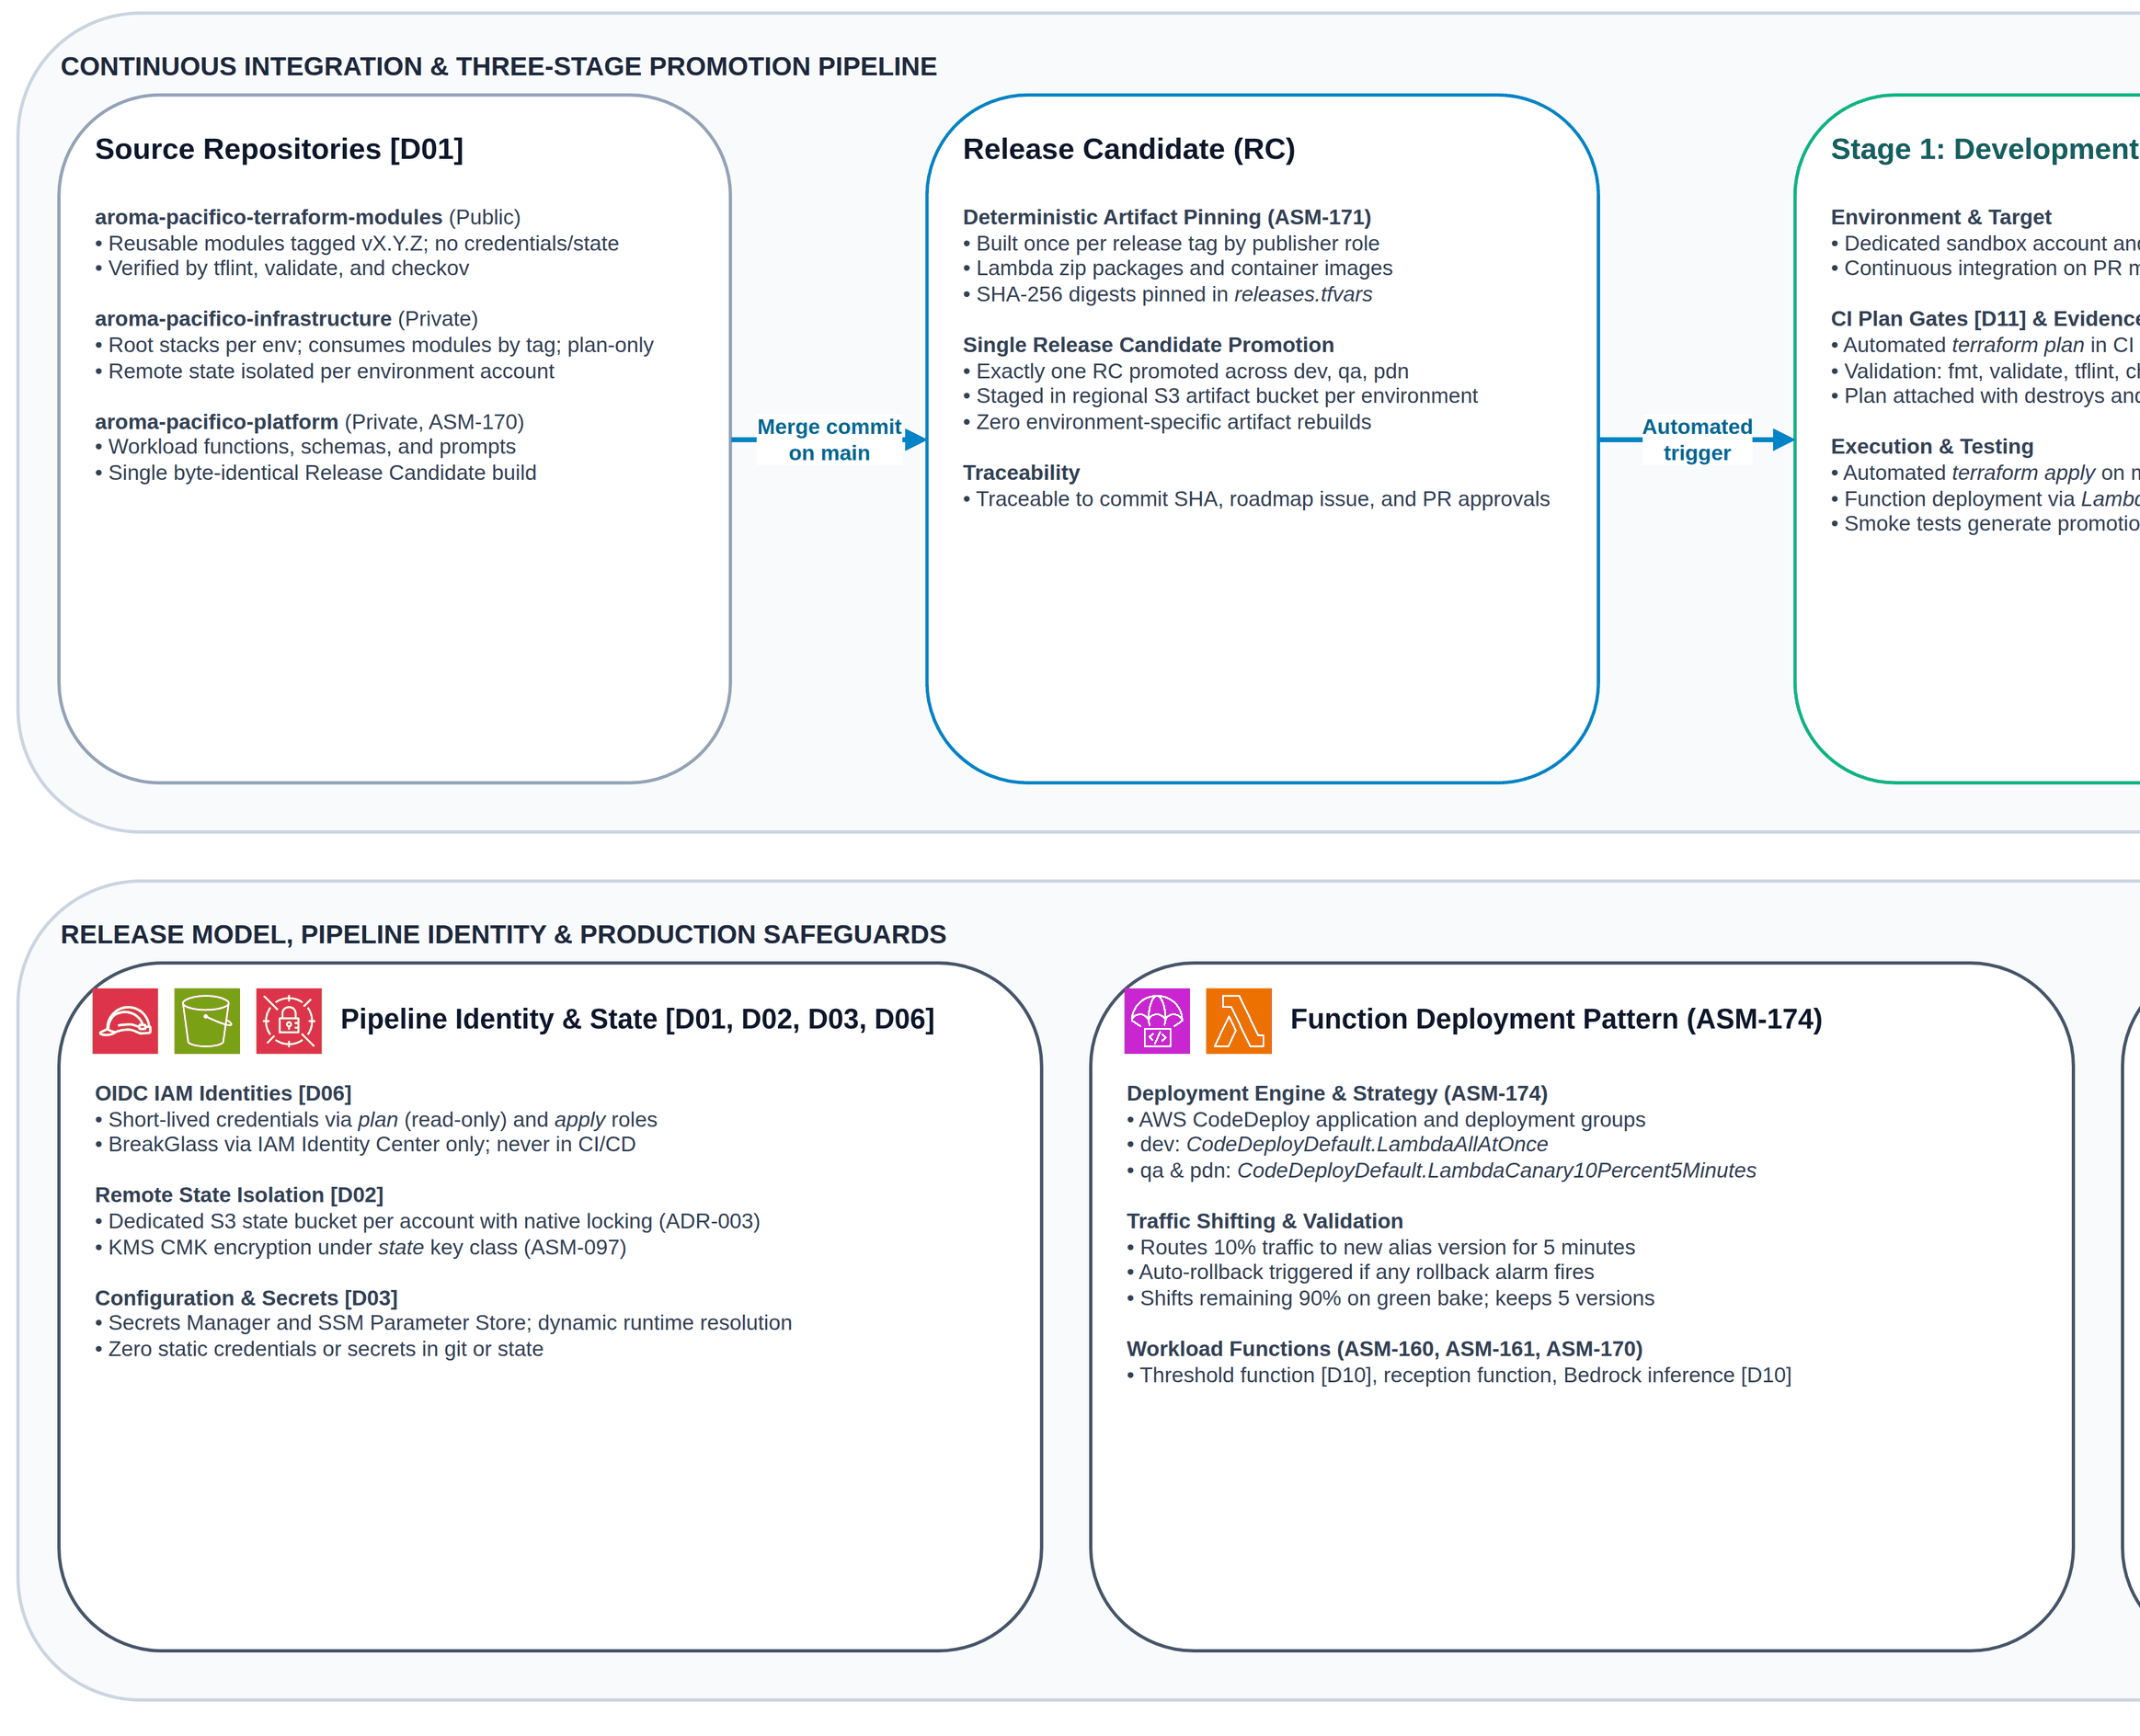 CONTINUOUS INTEGRATION & THREE-STAGE PROMOTION PIPELINE
Source Repositories [D01]
aroma-pacifico-terraform-modules (Public)
• Reusable modules tagged vX.Y.Z; no credentials/state
• Verified by tflint, validate, and checkov
aroma-pacifico-infrastructure (Private)
• Root stacks per env; consumes modules by tag; plan-only
• Remote state isolated per environment account
aroma-pacifico-platform (Private, ASM-170)
• Workload functions, schemas, and prompts
• Single byte-identical Release Candidate build
Merge commit
on main
Release Candidate (RC)
Deterministic Artifact Pinning (ASM-171)
• Built once per release tag by publisher role
• Lambda zip packages and container images
• SHA-256 digests pinned in releases.tfvars
Single Release Candidate Promotion
• Exactly one RC promoted across dev, qa, pdn
• Staged in regional S3 artifact bucket per environment
• Zero environment-specific artifact rebuilds
Traceability
• Traceable to commit SHA, roadmap issue, and PR approvals
Automated
trigger
Stage 1: Development
Environment & Target
• Dedicated sandbox account and
• Continuous integration on PR
CI Plan Gates [D11] & Evidence
• Automated terraform plan in CI
• Validation: fmt, validate, tflint,
• Plan attached with destroys and
Execution & Testing
• Automated terraform apply on
• Function deployment via
• Smoke tests generate
RELEASE MODEL, PIPELINE IDENTITY & PRODUCTION SAFEGUARDS
Pipeline Identity & State [D01, D02, D03, D06]
OIDC IAM Identities [D06]
• Short-lived credentials via plan (read-only) and apply roles
• BreakGlass via IAM Identity Center only; never in CI/CD
Remote State Isolation [D02]
• Dedicated S3 state bucket per account with native locking (ADR-003)
• KMS CMK encryption under state key class (ASM-097)
Configuration & Secrets [D03]
• Secrets Manager and SSM Parameter Store; dynamic runtime resolution
• Zero static credentials or secrets in git or state
Function Deployment Pattern (ASM-174)
Deployment Engine & Strategy (ASM-174)
• AWS CodeDeploy application and deployment groups
• dev: CodeDeployDefault.LambdaAllAtOnce
• qa & pdn: CodeDeployDefault.LambdaCanary10Percent5Minutes
Traffic Shifting & Validation
• Routes 10% traffic to new alias version for 5 minutes
• Auto-rollback triggered if any rollback alarm fires
• Shifts remaining 90% on green bake; keeps 5 versions
Workload Functions (ASM-160, ASM-161, ASM-170)
• Threshold function [D10], reception function, Bedrock inference [D10]